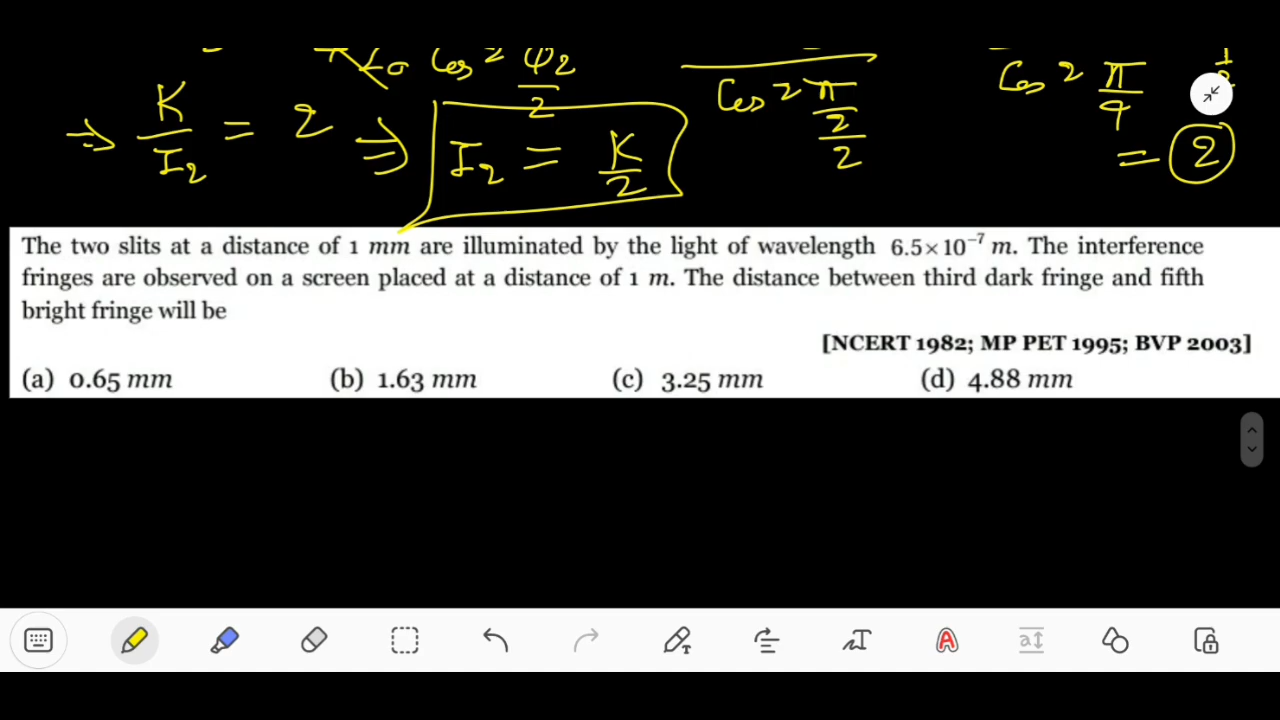 Cos² φ₂/2
Cos² π/2/2
Cos² π/4
⇒ K/I₂ = 2 ⇒ I₂ = K/2
= 2
The two slits at a distance of 1 mm are illuminated by the light of wavelength 6.5×10⁻⁷ m. The interference
fringes are observed on a screen placed at a distance of 1 m. The distance between third dark fringe and fifth
bright fringe will be
[NCERT 1982; MP PET 1995; BVP 2003]
(a) 0.65 mm (b) 1.63 mm (c) 3.25 mm (d) 4.88 mm